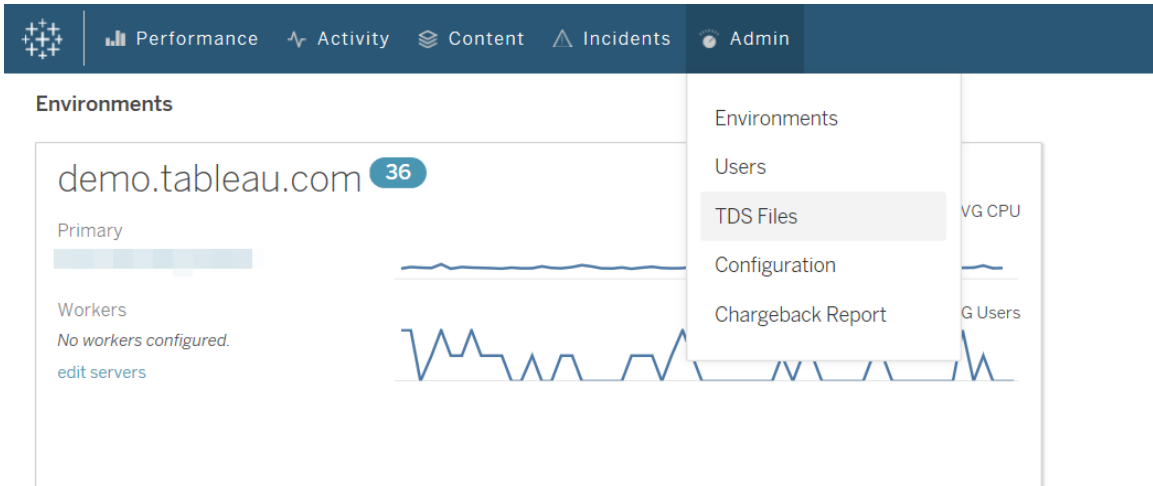 Performance Activity Content Incidents Admin
Environments
demo.tableau.com 36
Primary
Workers
No workers configured.
edit servers
Environments
Users
TDS Files
Configuration
Chargeback Report
VG CPU
G Users